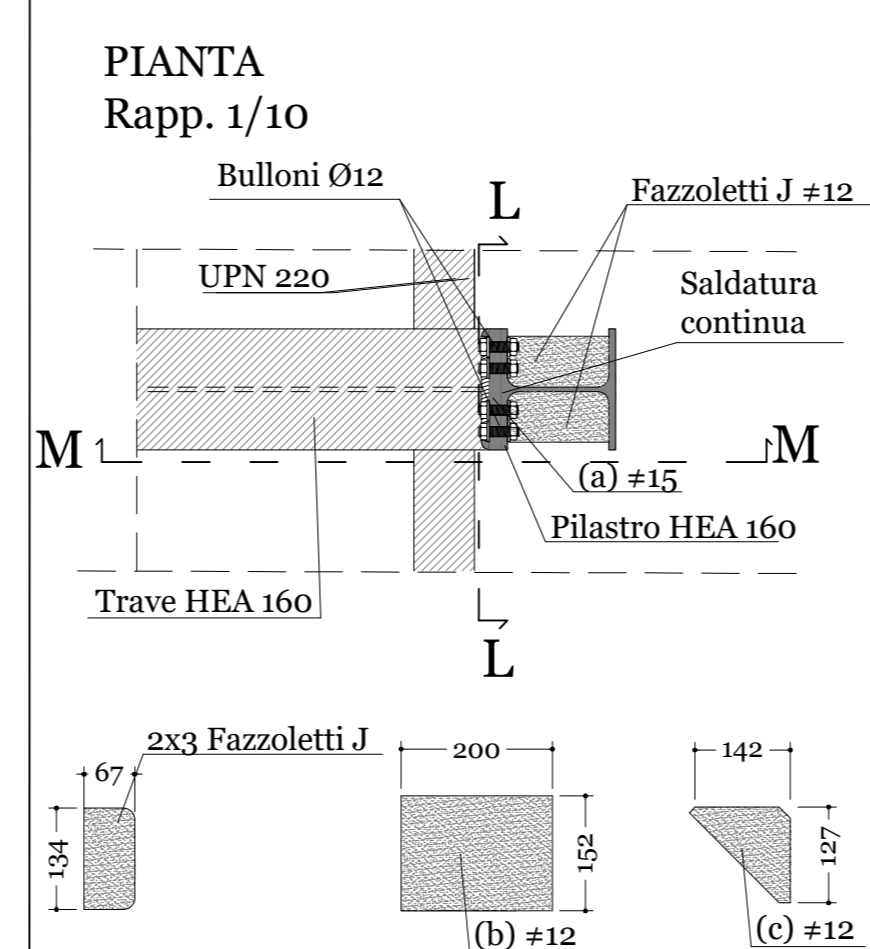 PIANTA
Rapp. 1/10
Bulloni Ø12
L
Fazzoletti J ≠12
UPN 220
Saldatura
continua
M
M
(a) ≠15
Pilastro HEA 160
Trave HEA 160
L
2x3 Fazzoletti J
67
134
200
152
(b) ≠12
142
127
(c) ≠12